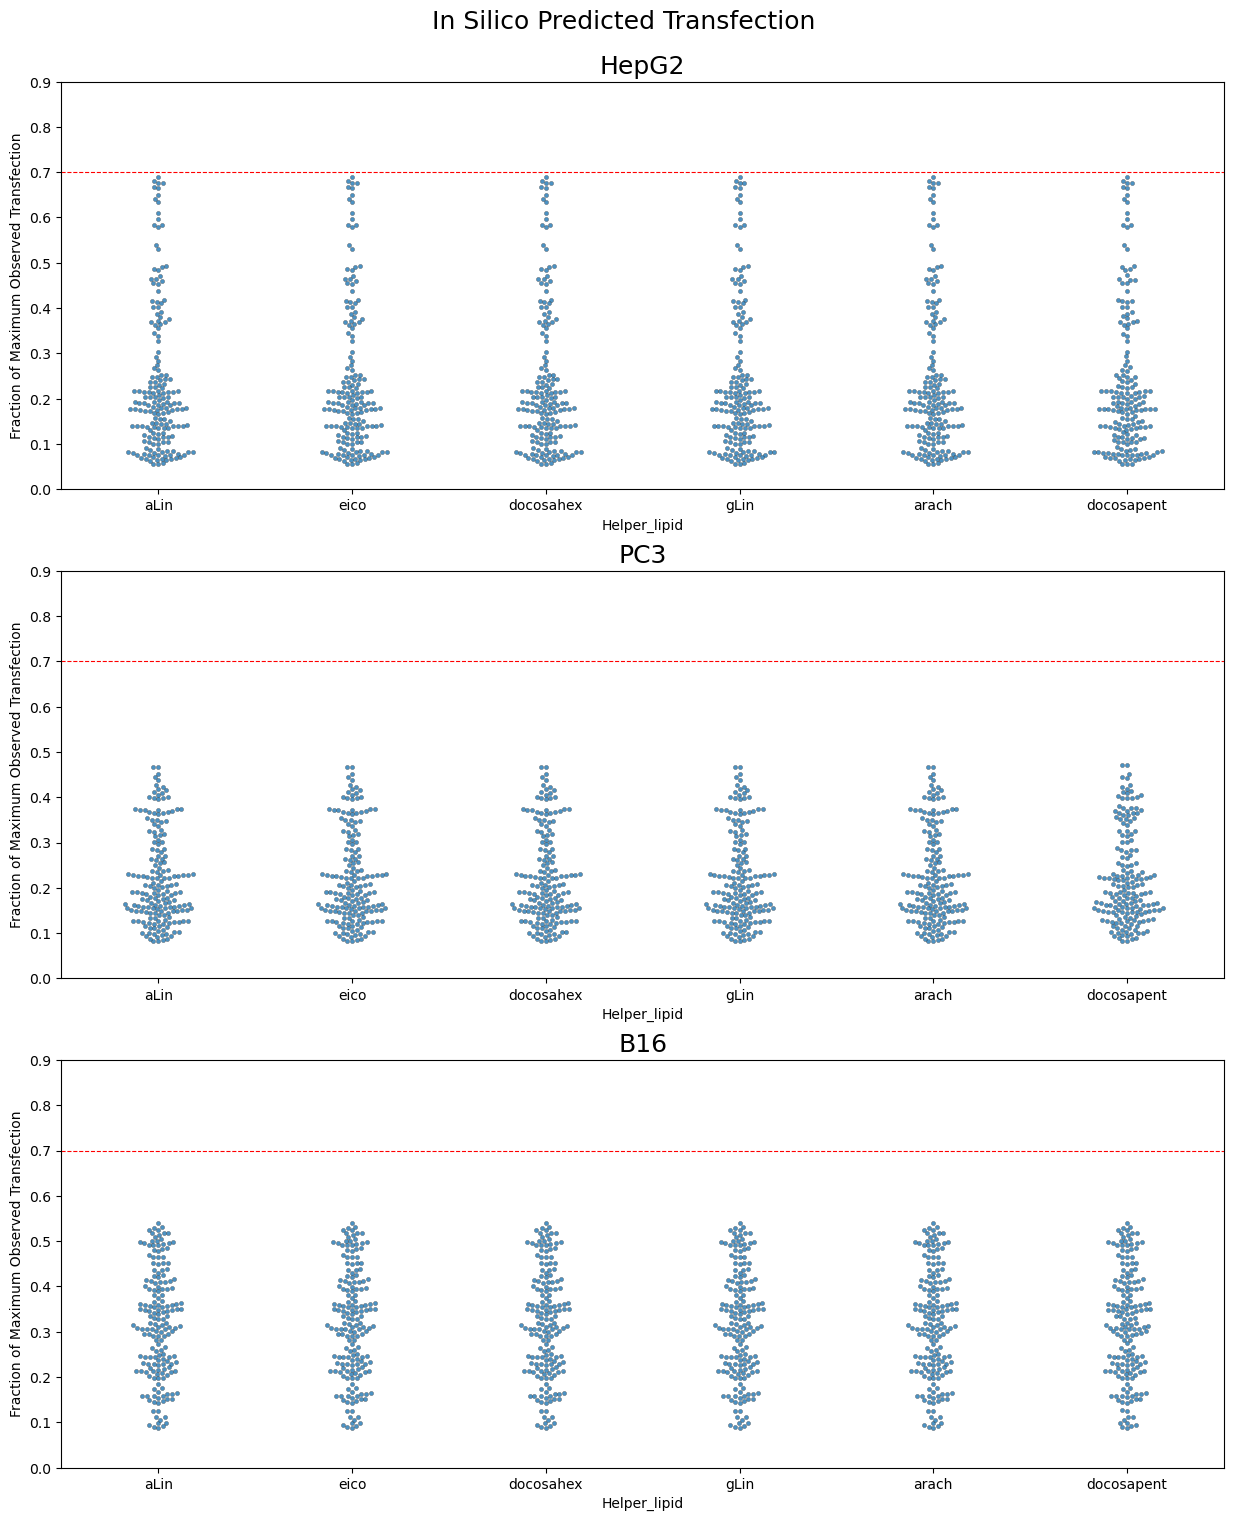 In Silico Predicted Transfection
HepG2
Fraction of Maximum Observed Transfection
0.9
0.8
0.7
0.6
0.5
0.4
0.3
0.2
0.1
0.0
aLin eico docosahex gLin arach docosapent
Helper_lipid
PC3
Fraction of Maximum Observed Transfection
0.9
0.8
0.7
0.6
0.5
0.4
0.3
0.2
0.1
0.0
aLin eico docosahex gLin arach docosapent
Helper_lipid
B16
Fraction of Maximum Observed Transfection
0.9
0.8
0.7
0.6
0.5
0.4
0.3
0.2
0.1
0.0
aLin eico docosahex gLin arach docosapent
Helper_lipid